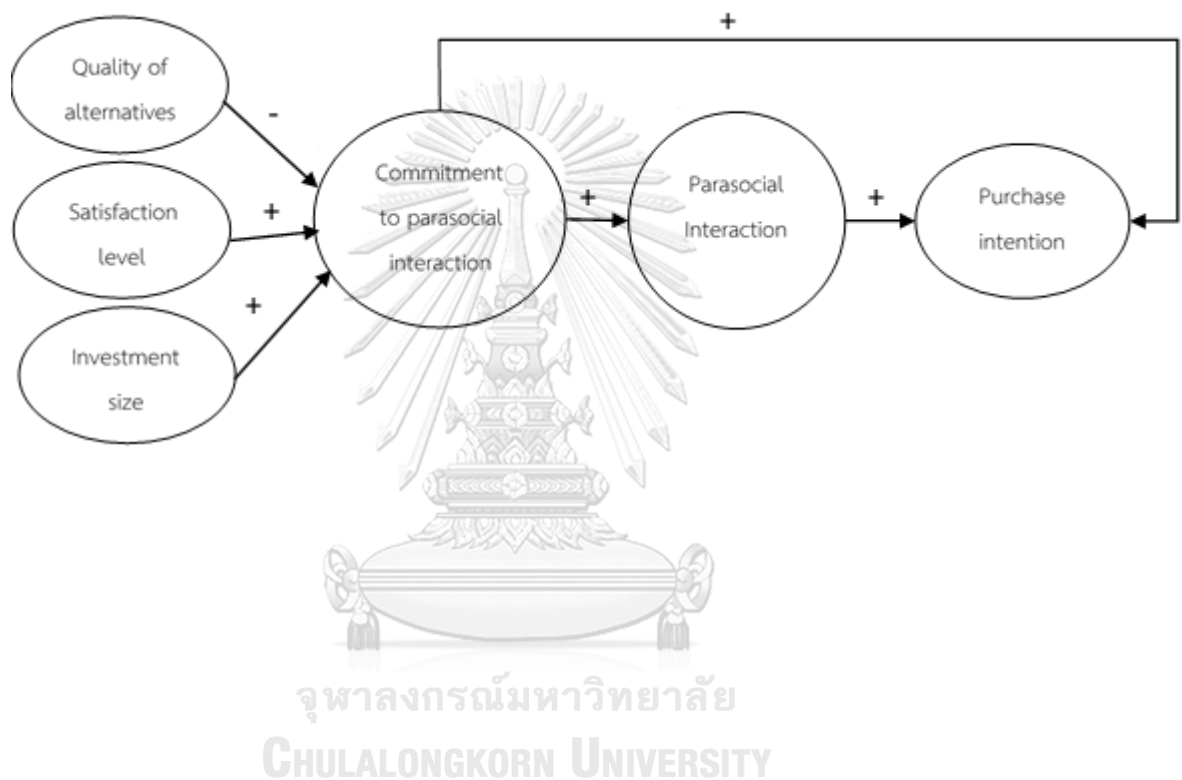 +
Quality of
alternatives
-
Satisfaction
level
+
Investment
size
+
Commitment
to parasocial
interaction
+
Parasocial
Interaction
+
Purchase
intention
จุฬาลงกรณ์มหาวิทยาลัย
CHULALONGKORN UNIVERSITY